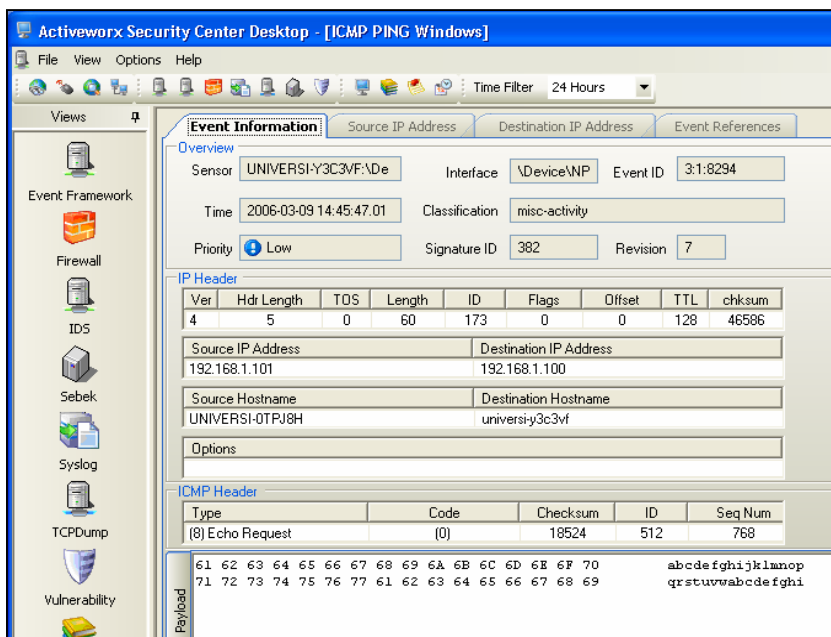 Activeworx Security Center Desktop - [ICMP PING Windows]
File View Options Help
Time Filter 24 Hours
Views
Event Framework
Firewall
IDS
Sebek
Syslog
TCPDump
Vulnerability
Event Information Source IP Address Destination IP Address Event References
Overview
Sensor UNIVERSI-Y3C3VF:\De Interface \Device\NP Event ID 3:1:8294
Time 2006-03-09 14:45:47.01 Classification misc-activity
Priority Low Signature ID 382 Revision 7
IP Header
Ver Hdr Length TOS Length ID Flags Offset TTL chksum
4 5 0 60 173 0 0 128 46586
Source IP Address Destination IP Address
192.168.1.101 192.168.1.100
Source Hostname Destination Hostname
UNIVERSI-0TPJ8H universi-y3c3vf
Options
ICMP Header
Type Code Checksum ID Seq Num
(8) Echo Request (0) 18524 512 768
Payload
61 62 63 64 65 66 67 68 69 6A 6B 6C 6D 6E 6F 70 abcdefghijklmnop
71 72 73 74 75 76 77 61 62 63 64 65 66 67 68 69 qrstuvwabcdefghi